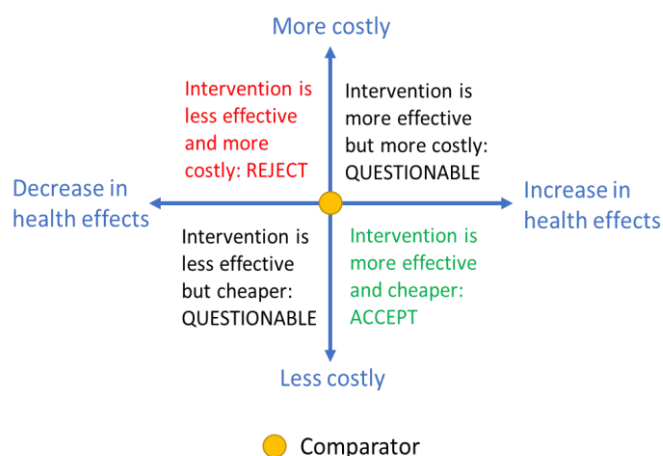 More costly
Intervention is
less effective
and more
costly: REJECT
Intervention is
more effective
but more costly:
QUESTIONABLE
Decrease in
health effects
Increase in
health effects
Intervention is
less effective
but cheaper:
QUESTIONABLE
Intervention is
more effective
and cheaper:
ACCEPT
Less costly
Comparator